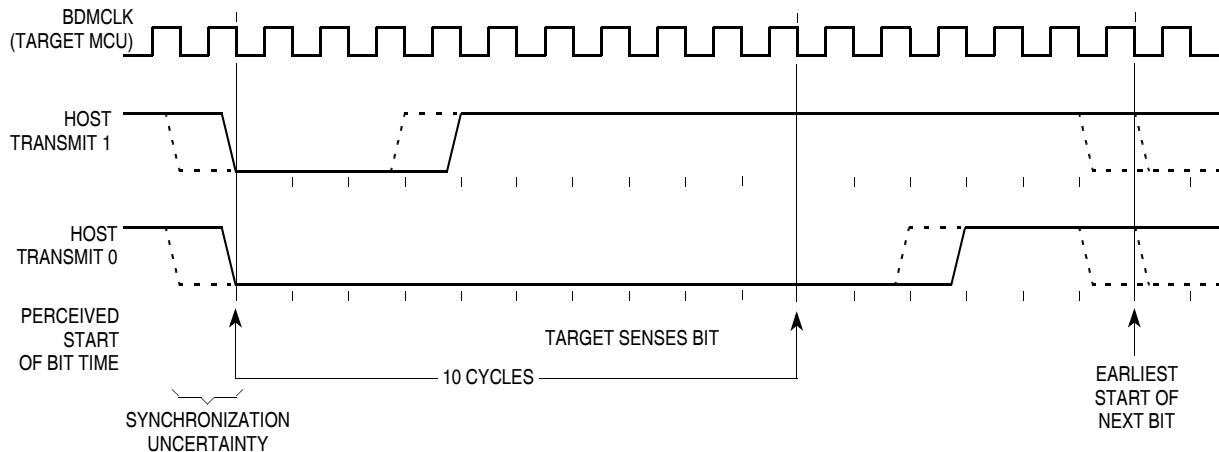 BDMCLK
(TARGET MCU)
HOST
TRANSMIT 1
HOST
TRANSMIT 0
PERCEIVED
START
OF BIT TIME
TARGET SENSES BIT
10 CYCLES
EARLIEST
START OF
NEXT BIT
SYNCHRONIZATION
UNCERTAINTY